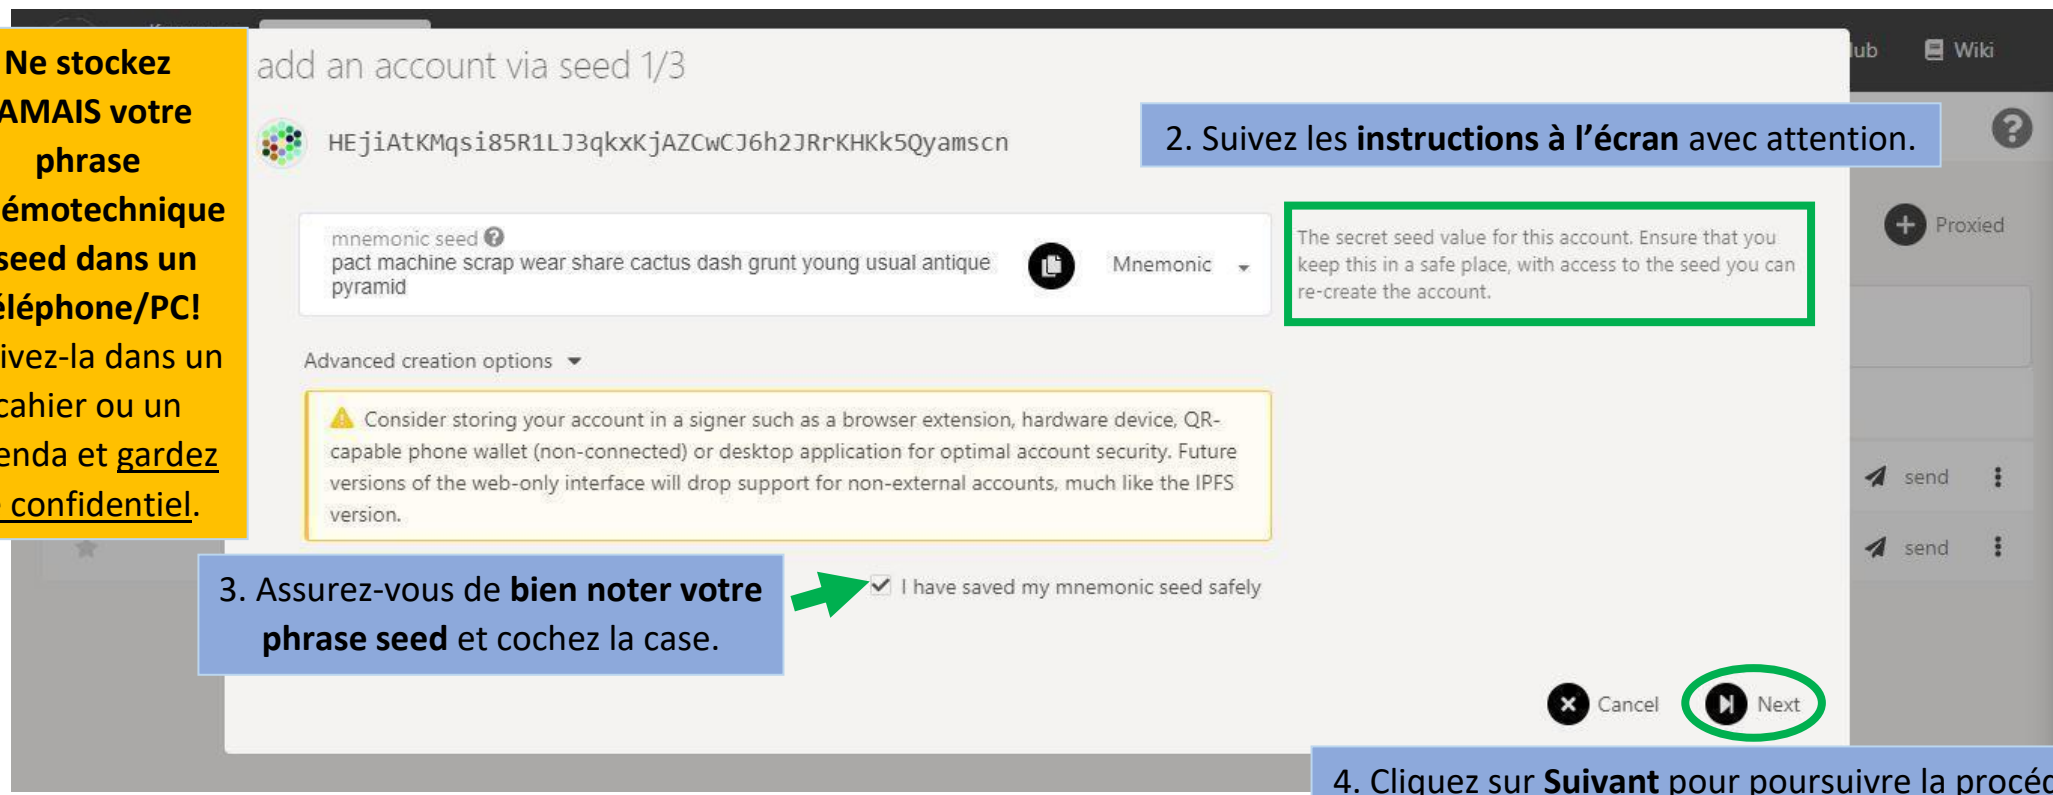 Ne stockez
AMAIS votre
phrase
émotechnique
seed dans un
éléphone/PC!
ivez-la dans un
cahier ou un
enda et gardez
confidentiel.
add an account via seed 1/3
lub
Wiki
HEjiAtKMqsi85R1LJ3qkxKjAZCwCJ6h2JRrKHKk5Qyamscn
2. Suivez les instructions à l’écran avec attention.
Proxied
mnemonic seed
pact machine scrap wear share cactus dash grunt young usual antique
pyramid
Mnemonic
The secret seed value for this account. Ensure that you
keep this in a safe place, with access to the seed you can
re-create the account.
Advanced creation options
Consider storing your account in a signer such as a browser extension, hardware device, QR-
capable phone wallet (non-connected) or desktop application for optimal account security. Future
versions of the web-only interface will drop support for non-external accounts, much like the IPFS
version.
send
send
3. Assurez-vous de bien noter votre
phrase seed et cochez la case.
I have saved my mnemonic seed safely
Cancel
Next
4. Cliquez sur Suivant pour poursuivre la procéd